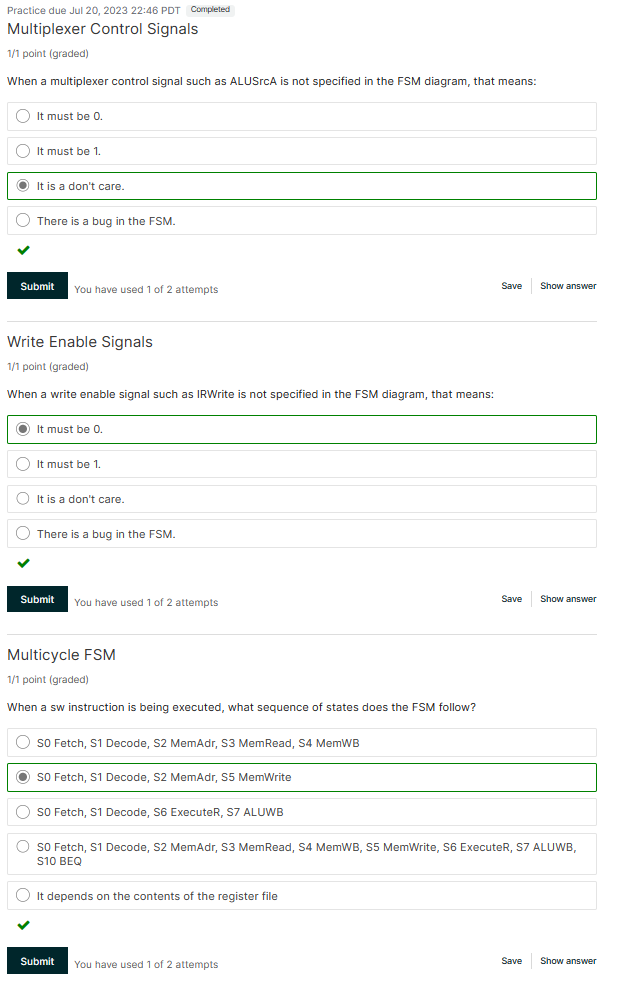 Practice due Jul 20, 2023 22:46 PDT Completed
Multiplexer Control Signals
1/1 point (graded)
When a multiplexer control signal such as ALUSrcA is not specified in the FSM diagram, that means:
It must be 0.
It must be 1.
It is a don't care.
There is a bug in the FSM.
Submit You have used 1 of 2 attempts Save Show answer
Write Enable Signals
1/1 point (graded)
When a write enable signal such as IRWrite is not specified in the FSM diagram, that means:
It must be 0.
It must be 1.
It is a don't care.
There is a bug in the FSM.
Submit You have used 1 of 2 attempts Save Show answer
Multicycle FSM
1/1 point (graded)
When a sw instruction is being executed, what sequence of states does the FSM follow?
S0 Fetch, S1 Decode, S2 MemAdr, S3 MemRead, S4 MemWB
S0 Fetch, S1 Decode, S2 MemAdr, S5 MemWrite
S0 Fetch, S1 Decode, S6 ExecuteR, S7 ALUWB
S0 Fetch, S1 Decode, S2 MemAdr, S3 MemRead, S4 MemWB, S5 MemWrite, S6 ExecuteR, S7 ALUWB,
S10 BEQ
It depends on the contents of the register file
Submit You have used 1 of 2 attempts Save Show answer